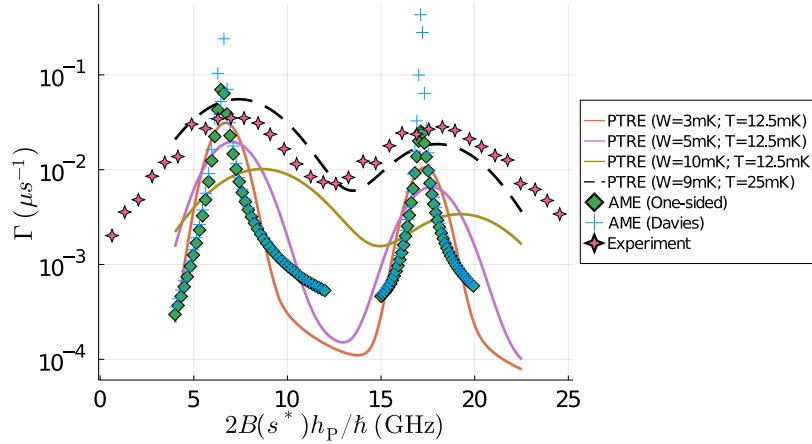 10⁻¹
10⁻²
10⁻³
10⁻⁴
Γ (μs⁻¹)
0 5 10 15 20 25
2B(s*)h_P/ħ (GHz)
PTRE (W=3mK; T=12.5mK)
PTRE (W=5mK; T=12.5mK)
PTRE (W=10mK; T=12.5mK)
PTRE (W=9mK; T=25mK)
AME (One-sided)
AME (Davies)
Experiment